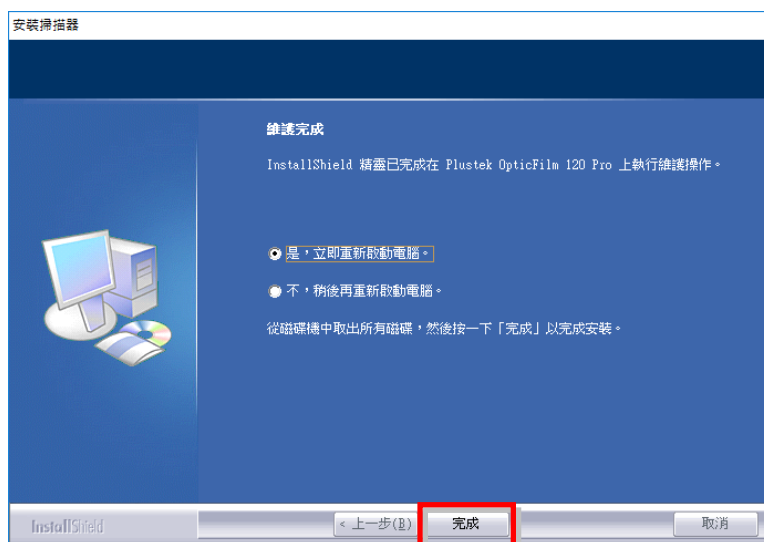 安裝掃描器
維護完成
InstallShield 精靈已完成在 Plustek OpticFilm 120 Pro 上執行維護操作。
是，立即重新啟動電腦。
不，稍後再重新啟動電腦。
從磁碟機中取出所有磁碟，然後按一下「完成」以完成安裝。
InstallShield
< 上一步(B) 完成 取消